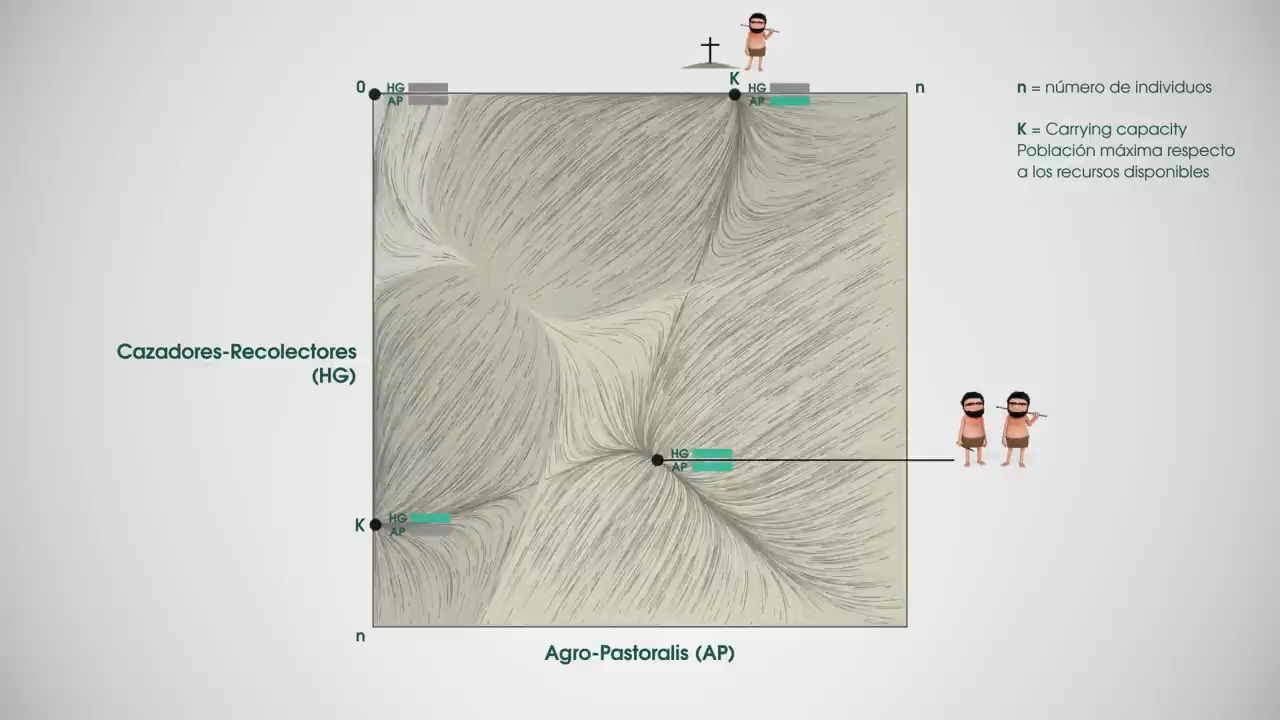 K
0
HG
AP
HG
AP
n
n = número de individuos
K = Carrying capacity
Población máxima respecto
a los recursos disponibles
Cazadores-Recolectores
(HG)
HG
AP
K
HG
AP
n
Agro-Pastoralis (AP)